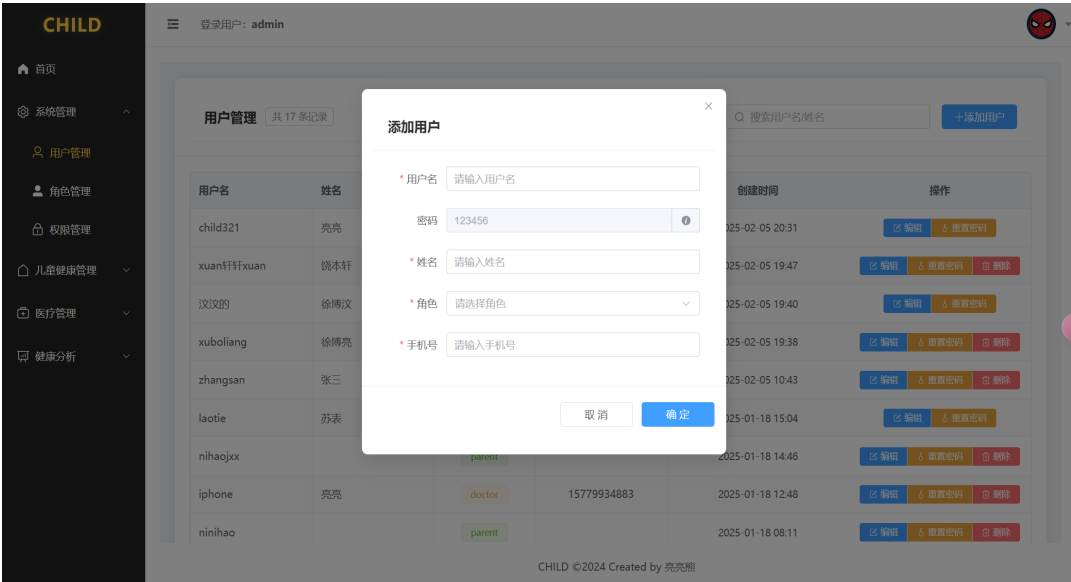 CHILD
登录用户：admin
首页
系统管理
用户管理
角色管理
权限管理
儿童健康管理
医疗管理
健康分析
用户管理 共 17 条记录 搜索用户名/姓名 +添加用户
添加用户
* 用户名 请输入用户名
密码 123456
* 姓名 请输入姓名
* 角色 请选择角色
* 手机号 请输入手机号
取消 确定
用户名 姓名 创建时间 操作
child321 亮亮 025-02-05 20:31 编辑 重置密码
xuan轩轩xuan 饶本轩 025-02-05 19:47 编辑 重置密码 删除
汶汶的 徐博汶 025-02-05 19:40 编辑 重置密码
xuboliang 徐博亮 025-02-05 19:38 编辑 重置密码 删除
zhangsan 张三 025-02-05 10:43 编辑 重置密码 删除
laotie 苏表 025-01-18 15:04 编辑 重置密码
nihaojxx parent 2025-01-18 14:46 编辑 重置密码 删除
iphone 亮亮 doctor 15779934883 2025-01-18 12:48 编辑 重置密码 删除
ninihao parent 2025-01-18 08:11 编辑 重置密码 删除
CHILD ©2024 Created by 亮亮熊